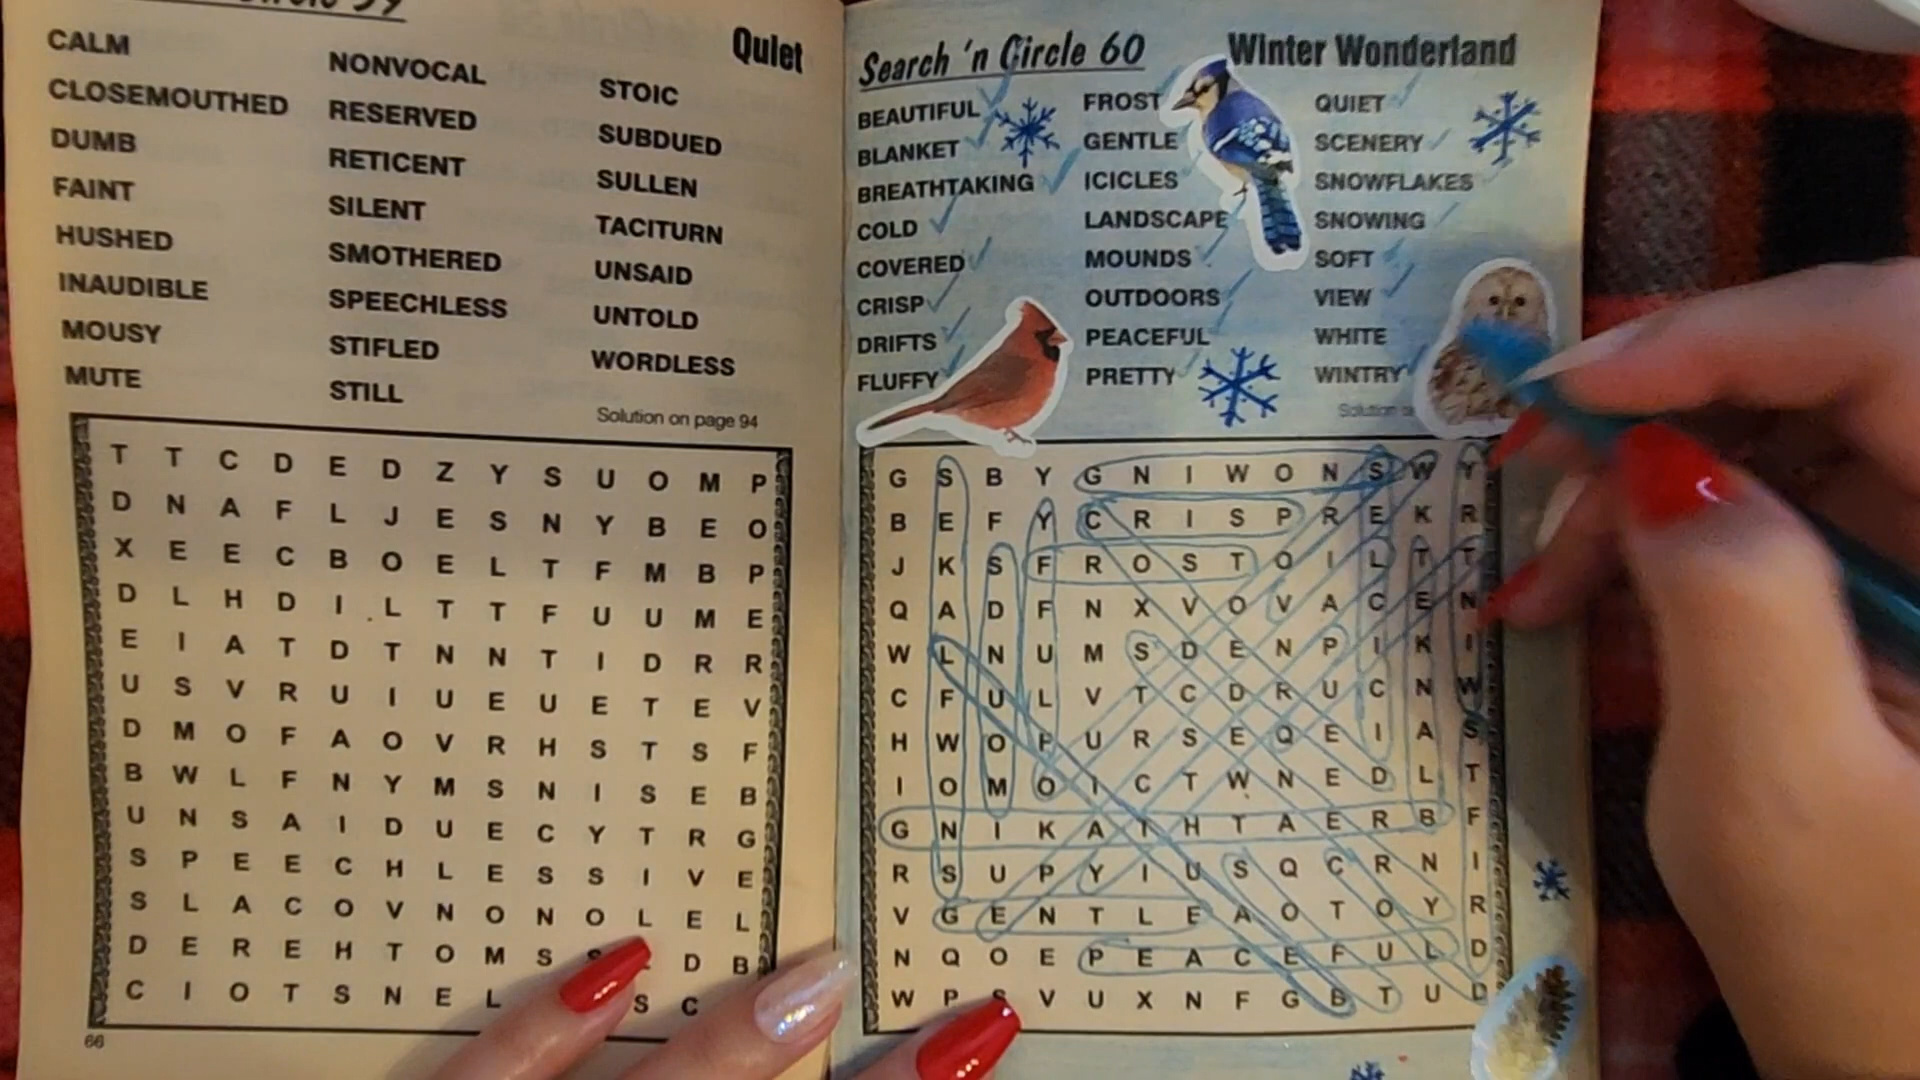 Quiet
CALM
CLOSEMOUTHED
DUMB
FAINT
HUSHED
INAUDIBLE
MOUSY
MUTE
NONVOCAL
RESERVED
RETICENT
SILENT
SMOTHERED
SPEECHLESS
STIFLED
STILL
STOIC
SUBDUED
SULLEN
TACITURN
UNSAID
UNTOLD
WORDLESS
Solution on page 94
T T C D E D Z Y S U O M P
D N A F L J E S N Y B E O
X E E C B O E L T F M B P
D L H D I L T T F U U M E
E I A T D T N N T I D R R
U S V R U I U E U E T E V
D M O F A O V R H S T S F
B W L F N Y M S N I S E B
U N S A I D U E C Y T R G
S P E E C H L E S S I V E
S L A C O V N O N O L E L
D E R E H T O M S D B
C I O T S N E L S C
66
Search 'n Circle 60
Winter Wonderland
BEAUTIFUL
BLANKET
BREATHTAKING
COLD
COVERED
CRISP
DRIFTS
FLUFFY
FROST
GENTLE
ICICLES
LANDSCAPE
MOUNDS
OUTDOORS
PEACEFUL
PRETTY
QUIET
SCENERY
SNOWFLAKES
SNOWING
SOFT
VIEW
WHITE
WINTRY
Solution
G S B Y G N I W O N S W Y
B E F Y C R I S P R E K R
J K S F R O S T O I L T T
Q A D F N X V O V A C E N
W L N U M S D E N P I K I
C F U L V T C D R U C N W
H W O F U R S E Q E I A S
I O M O I C T W N E D L T
G N I K A T H T A E R B F
R S U P Y I U S Q C R N I
V G E N T L E A O T O Y R
N Q O E P E A C E F U L D
W P S V U X N F G B T U D